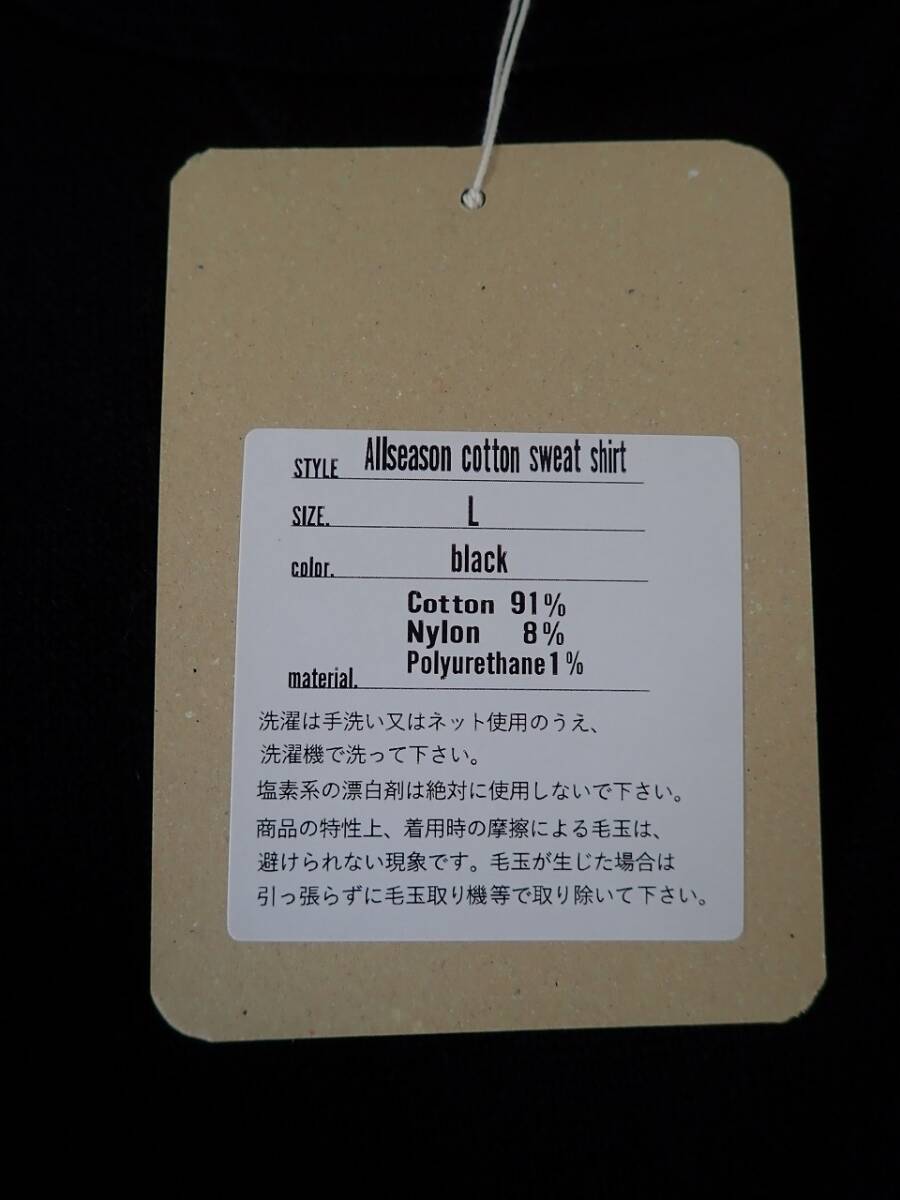 STYLE Allseason cotton sweat shirt
SIZE. L
color. black
Cotton 91%
Nylon 8%
material. Polyurethane 1%
洗濯は手洗い又はネット使用のうえ、
洗濯機で洗って下さい。
塩素系の漂白剤は絶対に使用しないで下さい。
商品の特性上、着用時の摩擦による毛玉は、
避けられない現象です。毛玉が生じた場合は
引っ張らずに毛玉取り機等で取り除いて下さい。